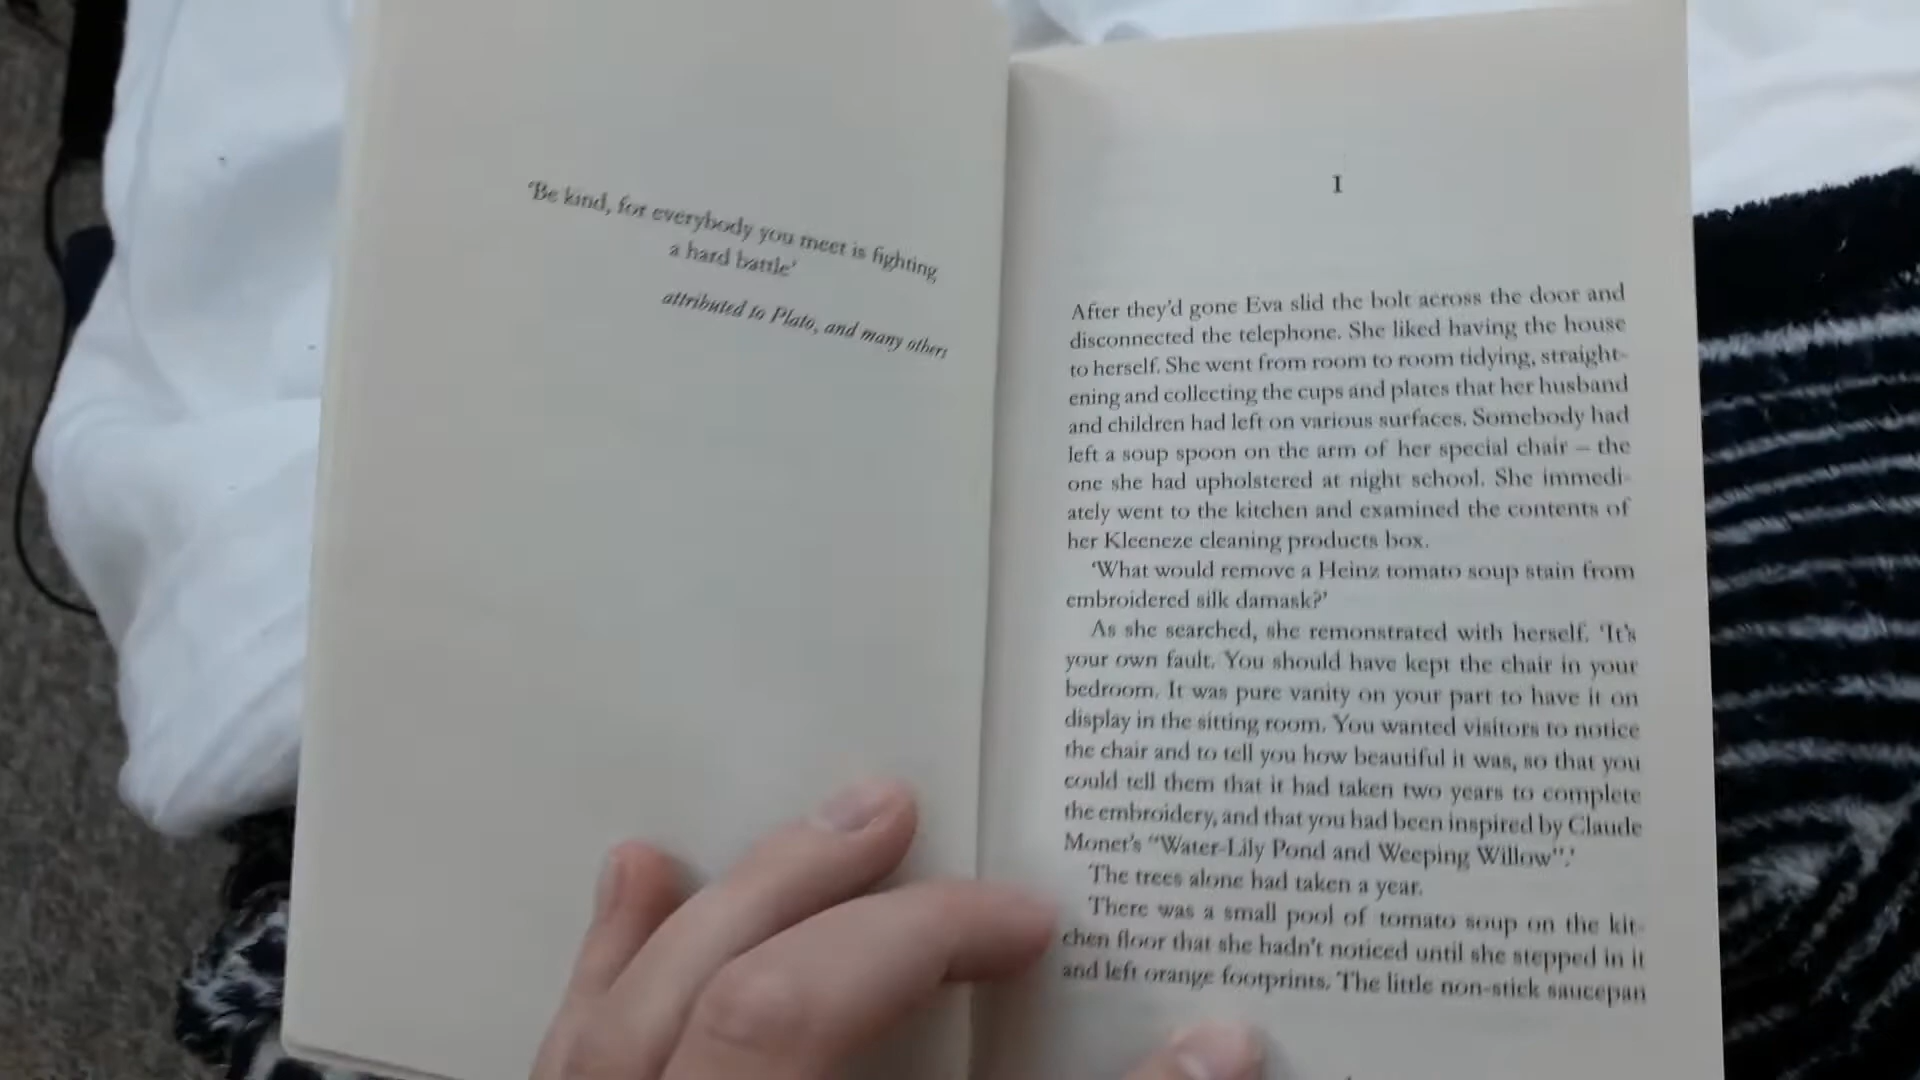 'Be kind, for everybody you meet is fighting
a hard battle'
attributed to Plato, and many others
1
After they'd gone Eva slid the bolt across the door and
disconnected the telephone. She liked having the house
to herself. She went from room to room tidying, straight-
ening and collecting the cups and plates that her husband
and children had left on various surfaces. Somebody had
left a soup spoon on the arm of her special chair – the
one she had upholstered at night school. She immedi-
ately went to the kitchen and examined the contents of
her Kleeneze cleaning products box.
'What would remove a Heinz tomato soup stain from
embroidered silk damask?'
As she searched, she remonstrated with herself. 'It's
your own fault. You should have kept the chair in your
bedroom. It was pure vanity on your part to have it on
display in the sitting room. You wanted visitors to notice
the chair and to tell you how beautiful it was, so that you
could tell them that it had taken two years to complete
the embroidery, and that you had been inspired by Claude
Monet's "Water-Lily Pond and Weeping Willow".'
The trees alone had taken a year.
There was a small pool of tomato soup on the kit-
chen floor that she hadn't noticed until she stepped in it
and left orange footprints. The little non-stick saucepan